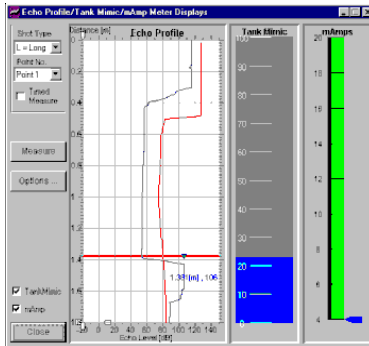 Echo Profile/Tank Mimic/mAmp Meter Displays
Shot Type
L = Long
Point No.
Point 1
Timed
Measure
Measure
Options ...
TankMimic
mAmp
Close
Distance [m]
Echo Profile
0.2
0.4
0.6
0.8
1.2
1.4
1.6
1.8
1.381[m] , 106
-20 0 20 40 60 80 100 120 140
Echo Level [dB]
Tank Mimic
100
90
80
70
60
50
40
30
20
10
0
mAmps
20
18
16
14
12
10
8
6
4